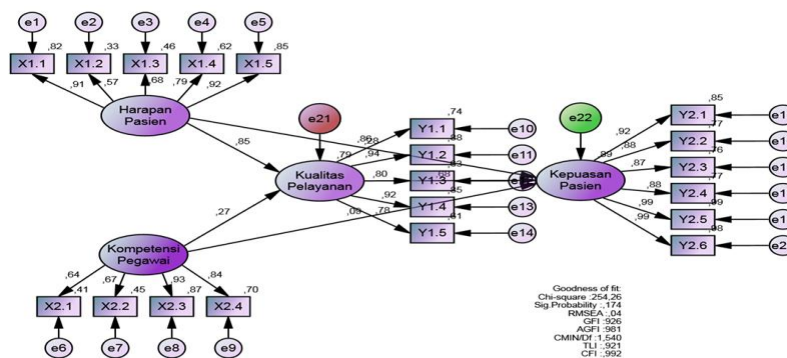 e1 e2 e3 e4 e5
,82 ,33 ,46 ,62 ,85
X1.1 X1.2 X1.3 X1.4 X1.5
,91 ,57 ,68 ,79 ,92
Harapan
Pasien
,85
e21
,79
Kualitas
Pelayanan
,27
Kompetensi
Pegawai
,64 ,67 ,93 ,84
,41 ,45 ,87 ,70
X2.1 X2.2 X2.3 X2.4
e6 e7 e8 e9
,74
,86 ,28
Y1.1 e10
,88
,94
Y1.2 e11
,80 ,68
Y1.3
,85
,92
Y1.4 e13
,78 ,61
Y1.5 e14
e22
,89
Kepuasan
Pasien
,85
,92
Y2.1
,77
,88
Y2.2
,76
,87
Y2.3
,77
,88
Y2.4
,99
Y2.5
,99 ,98
Y2.6
Goodness of fit:
Chi-square :254,26
Sig.Probability :,174
RMSEA :,04
GFI :,926
AGFI :,981
CMIN/Df :1,540
TLI :,921
CFI :,992